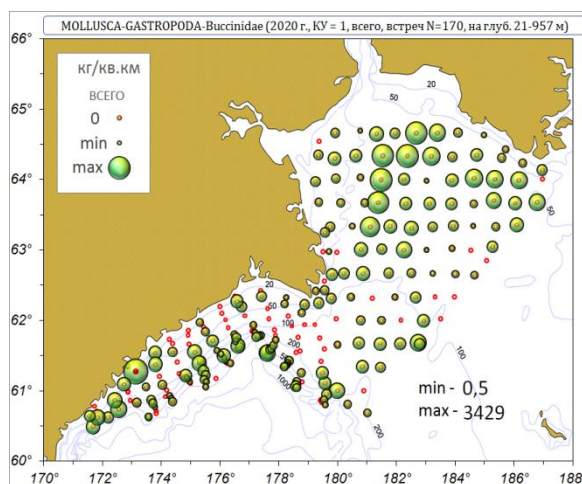 MOLLUSCA-GASTROPODA-Buccinidae (2020 г., КУ = 1, всего, встреч N=170, на глуб. 21-957 м)
66°
65°
64°
63°
62°
61°
60°
кг/кв.км
ВСЕГО
0
min
max
20
50
50
20
50
100
200
1000
100
200
min - 0,5
max - 3429
170 172 174 176 178 180 182 184 186 188